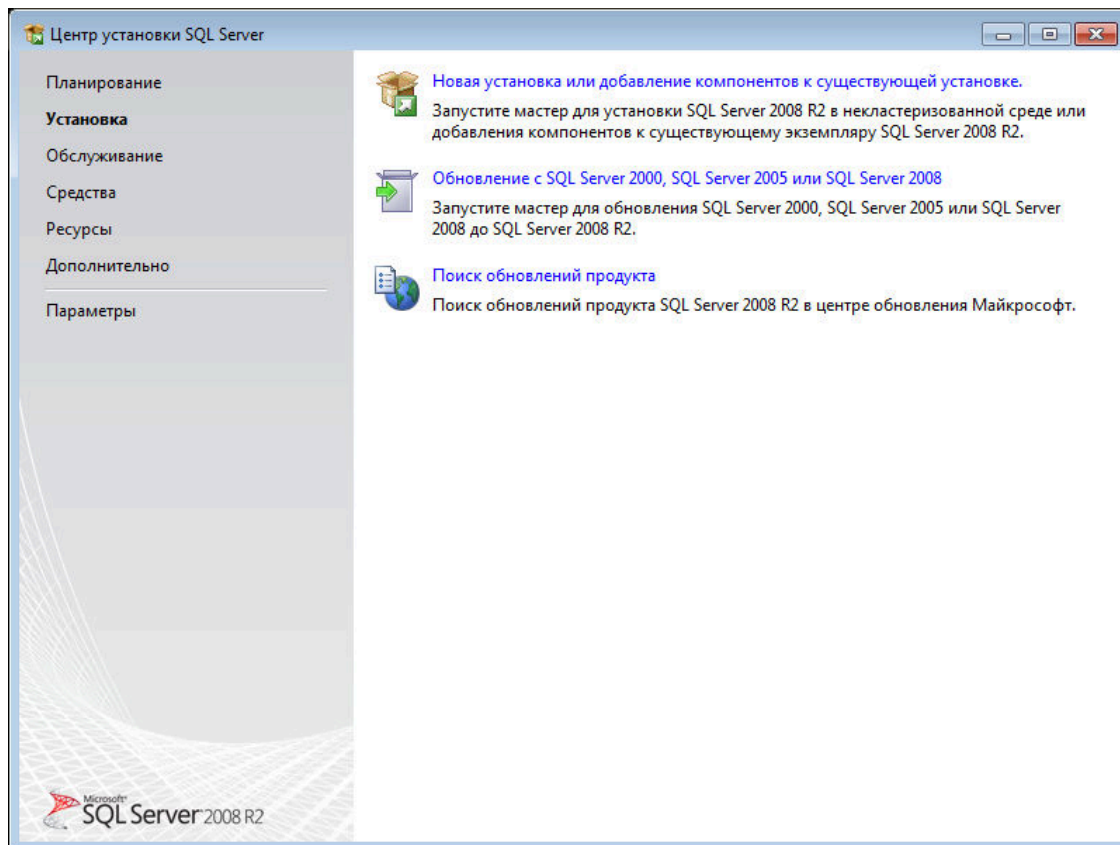 Центр установки SQL Server
Планирование
Установка
Обслуживание
Средства
Ресурсы
Дополнительно
Параметры
Новая установка или добавление компонентов к существующей установке.
Запустите мастер для установки SQL Server 2008 R2 в некластеризованной среде или
добавления компонентов к существующему экземпляру SQL Server 2008 R2.
Обновление с SQL Server 2000, SQL Server 2005 или SQL Server 2008
Запустите мастер для обновления SQL Server 2000, SQL Server 2005 или SQL Server
2008 до SQL Server 2008 R2.
Поиск обновлений продукта
Поиск обновлений продукта SQL Server 2008 R2 в центре обновления Майкрософт.
Microsoft
SQL Server 2008 R2